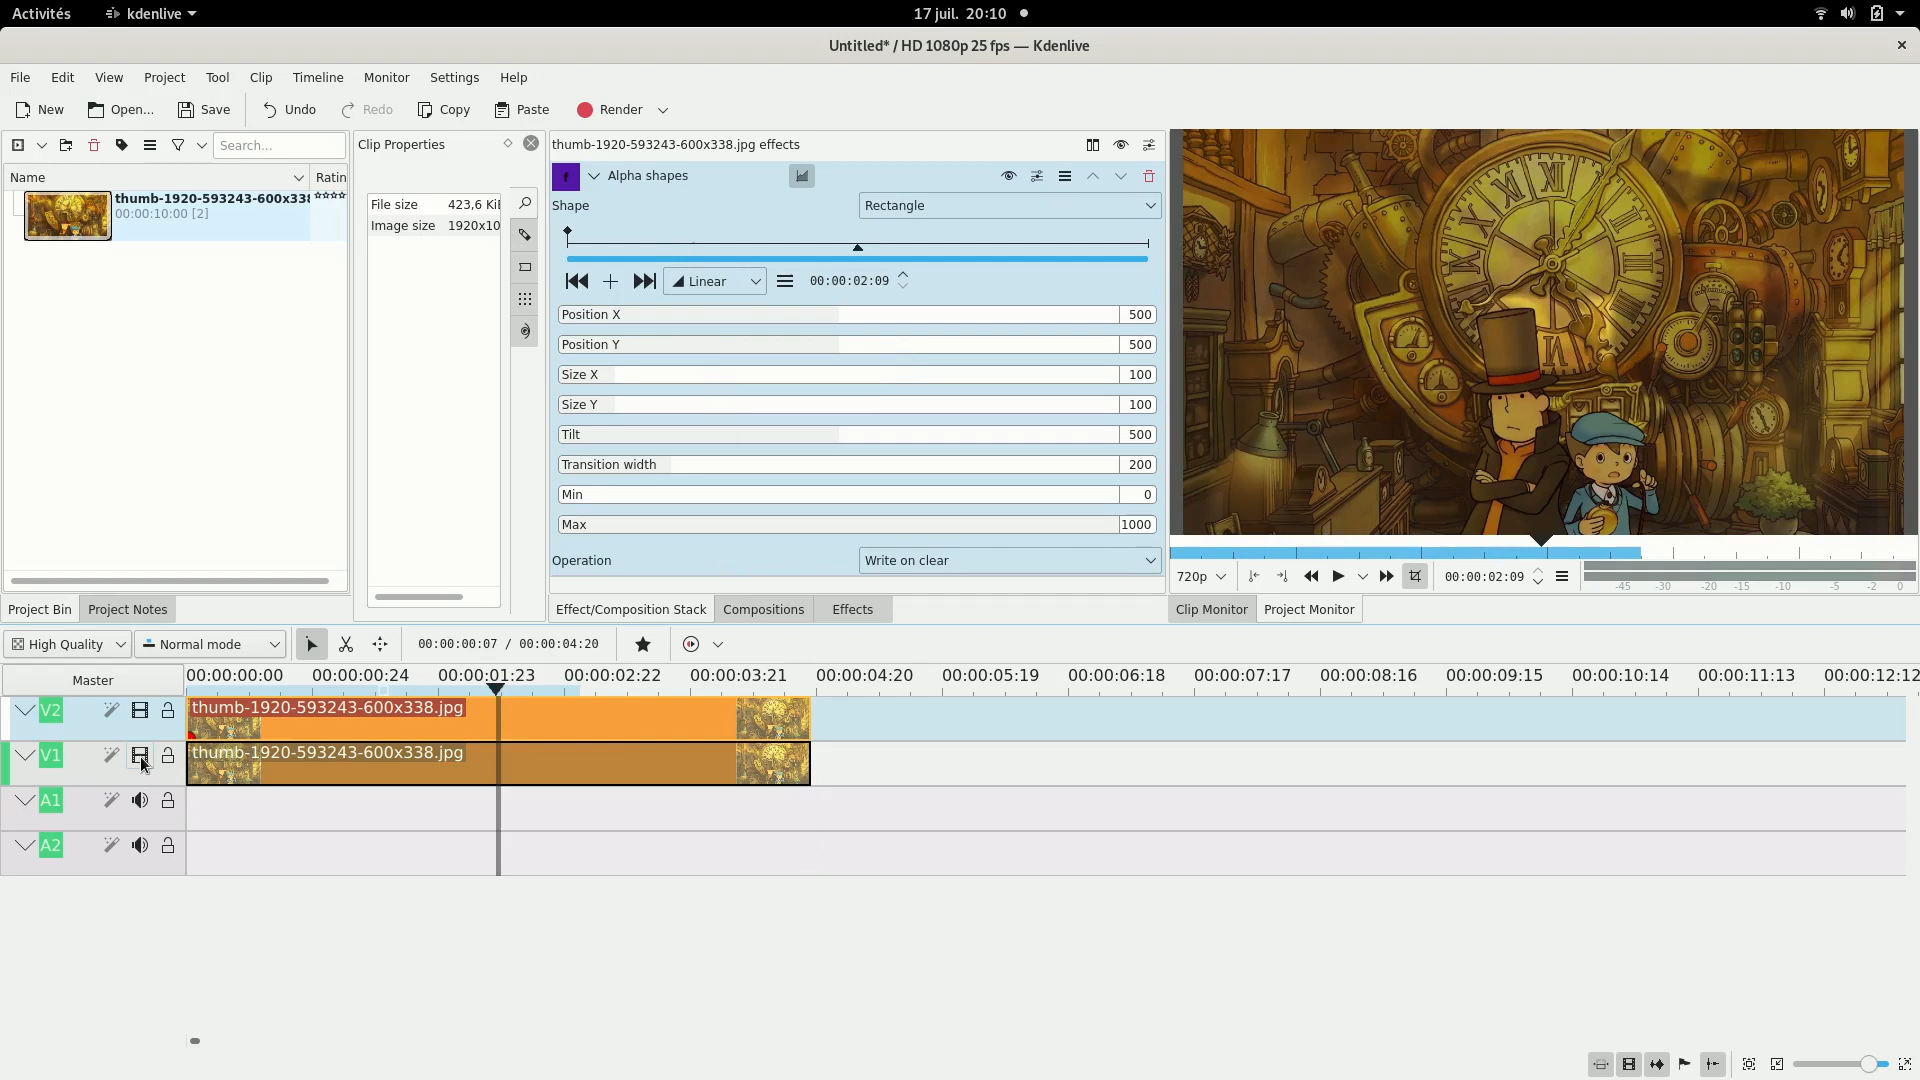 Activités kdenlive 17 juil. 20:10
Untitled* / HD 1080p 25 fps — Kdenlive
File Edit View Project Tool Clip Timeline Monitor Settings Help
New Open... Save Undo Redo Copy Paste Render
Search...
Name Ratin
thumb-1920-593243-600x338
00:00:10:00 [2]
Clip Properties
File size 423,6 Ki
Image size 1920x10
thumb-1920-593243-600x338.jpg effects
f Alpha shapes
Shape Rectangle
Linear 00:00:02:09
Position X 500
Position Y 500
Size X 100
Size Y 100
Tilt 500
Transition width 200
Min 0
Max 1000
Operation Write on clear
720p 00:00:02:09
-45 -30 -20 -15 -10 -5 -2 0
Project Bin Project Notes
Effect/Composition Stack Compositions Effects
Clip Monitor Project Monitor
High Quality Normal mode 00:00:00:07 / 00:00:04:20
Master
00:00:00:00 00:00:00:24 00:00:01:23 00:00:02:22 00:00:03:21 00:00:04:20 00:00:05:19 00:00:06:18 00:00:07:17 00:00:08:16 00:00:09:15 00:00:10:14 00:00:11:13 00:00:12:12
V2 thumb-1920-593243-600x338.jpg
V1 thumb-1920-593243-600x338.jpg
A1
A2